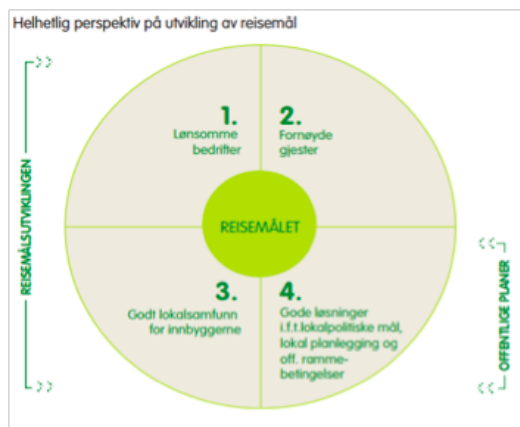 Helhetlig perspektiv på utvikling av reisemål
1.
Lønsomme
bedrifter
2.
Fornøyde
gjester
REISEMÅLET
3.
Godt lokalsamfunn
for innbyggerne
4.
Gode løsninger
i.f.t.lokalpolitiske mål,
lokal planlegging og
off. ramme-
betingelser
REISEMÅLSUTVIKLINGEN
OFFENTLIGE PLANER